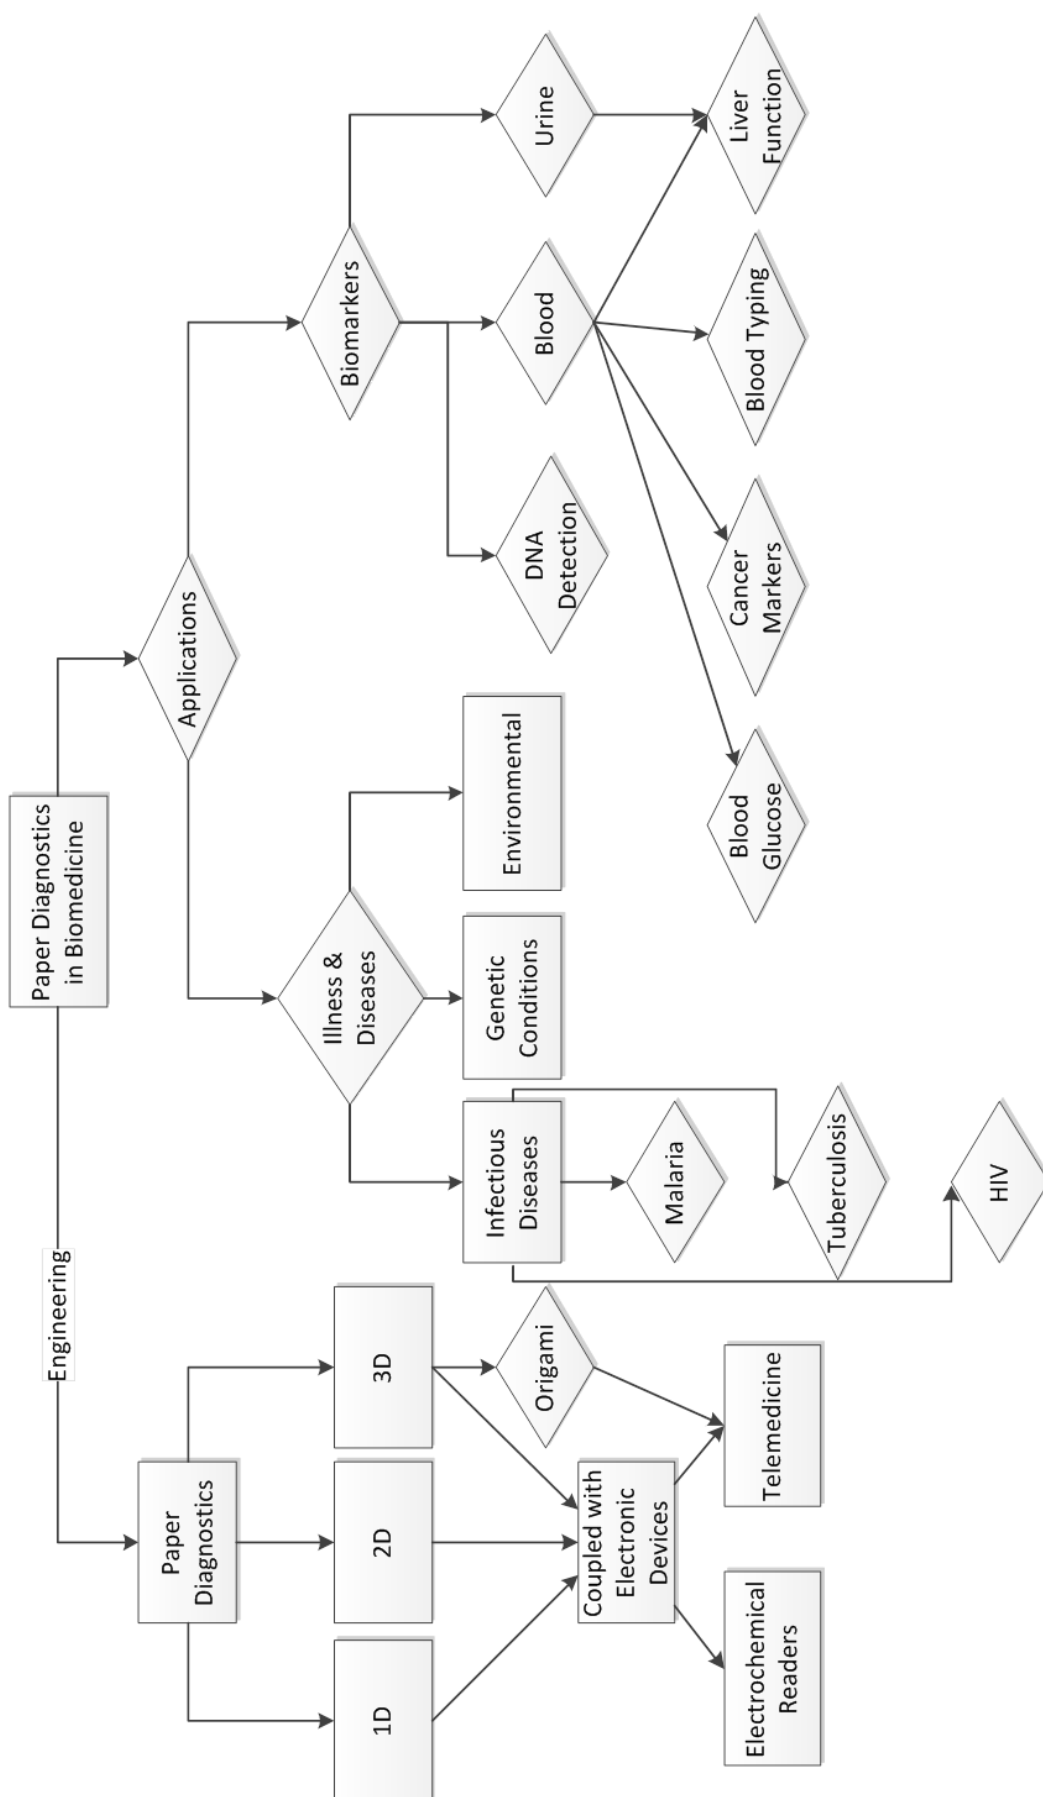 Paper Diagnostics
in Biomedicine
Engineering
Applications
Paper
Diagnostics
Illness &
Diseases
Biomarkers
1D
2D
3D
Infectious
Diseases
Genetic
Conditions
Environmental
DNA
Detection
Blood
Urine
Origami
Coupled with
Electronic
Devices
Malaria
Blood
Glucose
Cancer
Markers
Blood Typing
Liver
Function
Electrochemical
Readers
Telemedicine
Tuberculosis
HIV